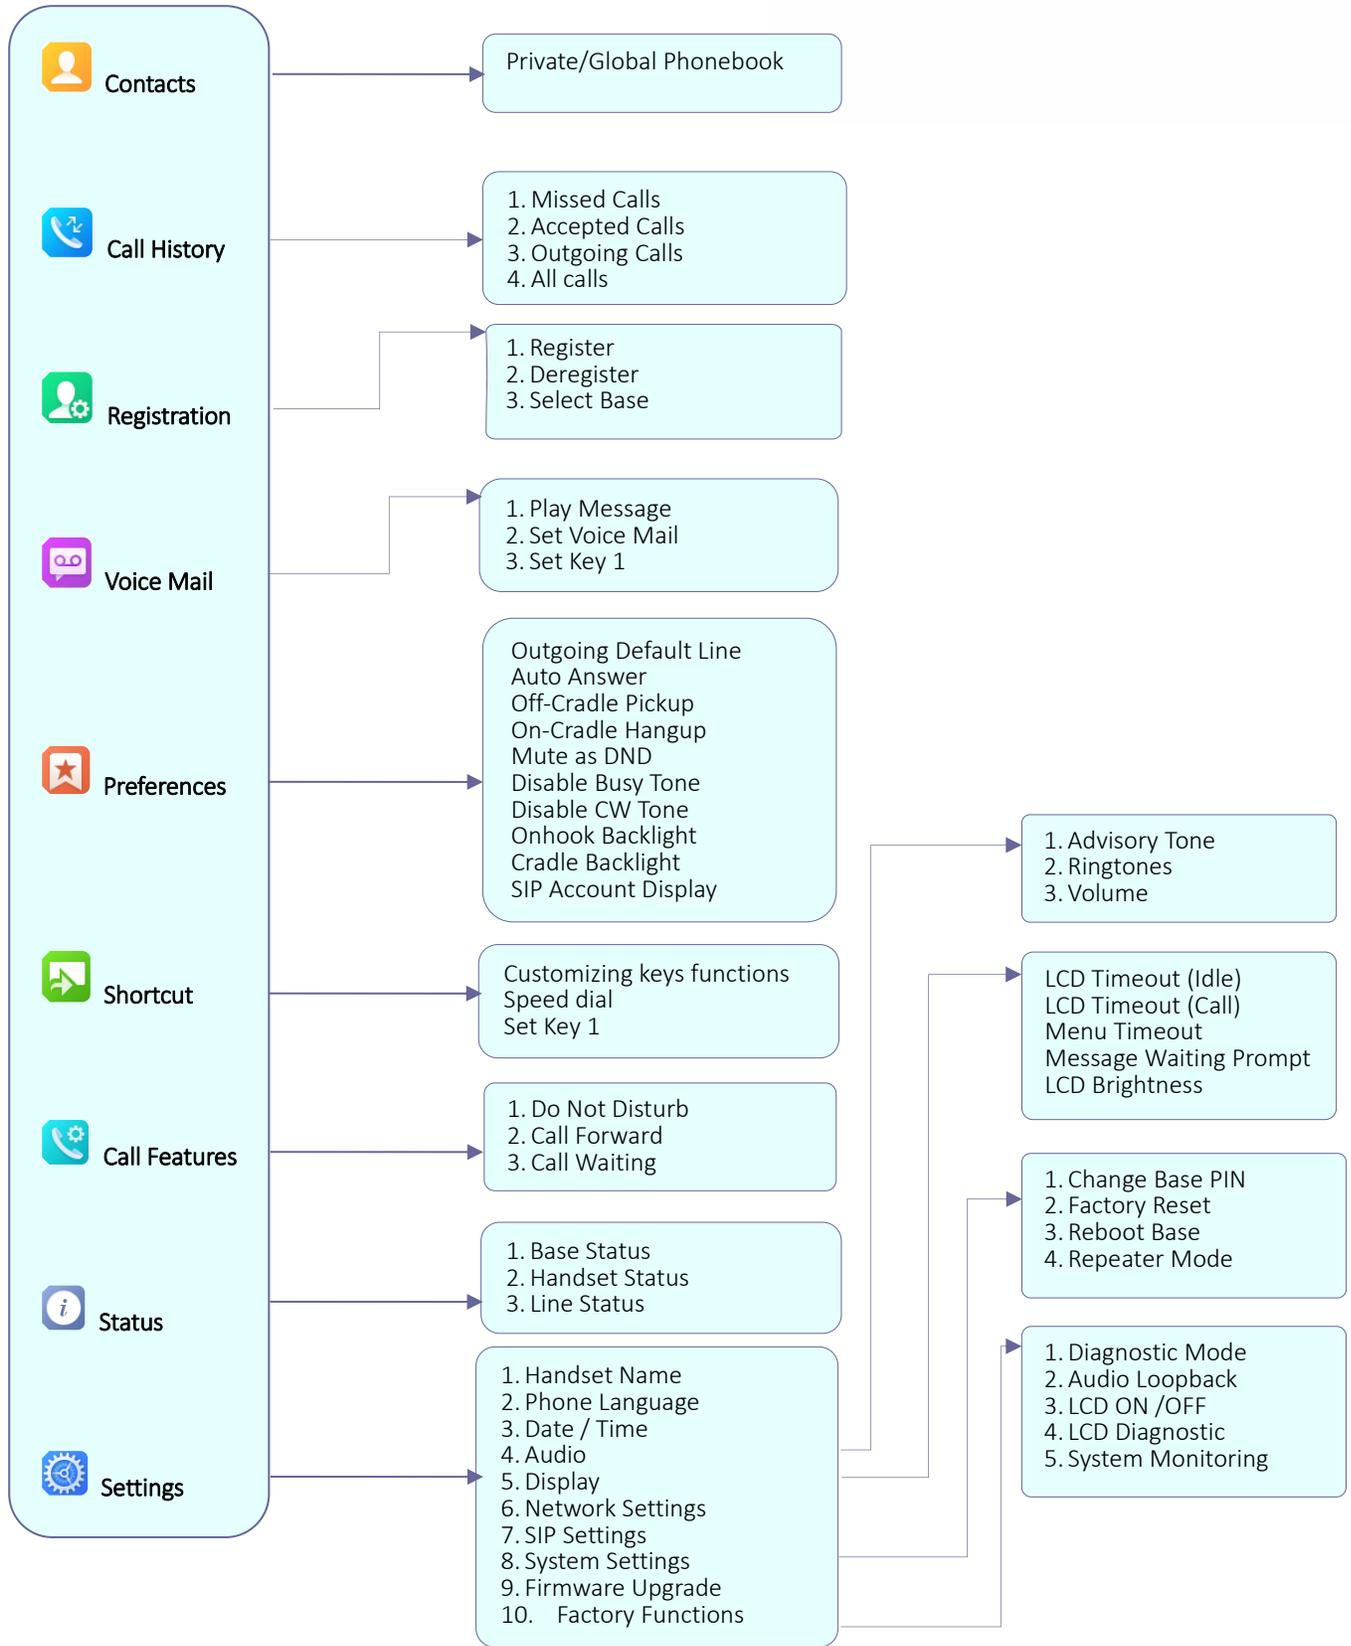 Contacts
Private/Global Phonebook
Call History
1. Missed Calls
2. Accepted Calls
3. Outgoing Calls
4. All calls
Registration
1. Register
2. Deregister
3. Select Base
Voice Mail
1. Play Message
2. Set Voice Mail
3. Set Key 1
Preferences
Outgoing Default Line
Auto Answer
Off-Cradle Pickup
On-Cradle Hangup
Mute as DND
Disable Busy Tone
Disable CW Tone
Onhook Backlight
Cradle Backlight
SIP Account Display
Shortcut
Customizing keys functions
Speed dial
Set Key 1
Call Features
1. Do Not Disturb
2. Call Forward
3. Call Waiting
Status
1. Base Status
2. Handset Status
3. Line Status
Settings
1. Handset Name
2. Phone Language
3. Date / Time
4. Audio
5. Display
6. Network Settings
7. SIP Settings
8. System Settings
9. Firmware Upgrade
10. Factory Functions
1. Advisory Tone
2. Ringtones
3. Volume
LCD Timeout (Idle)
LCD Timeout (Call)
Menu Timeout
Message Waiting Prompt
LCD Brightness
1. Change Base PIN
2. Factory Reset
3. Reboot Base
4. Repeater Mode
1. Diagnostic Mode
2. Audio Loopback
3. LCD ON /OFF
4. LCD Diagnostic
5. System Monitoring